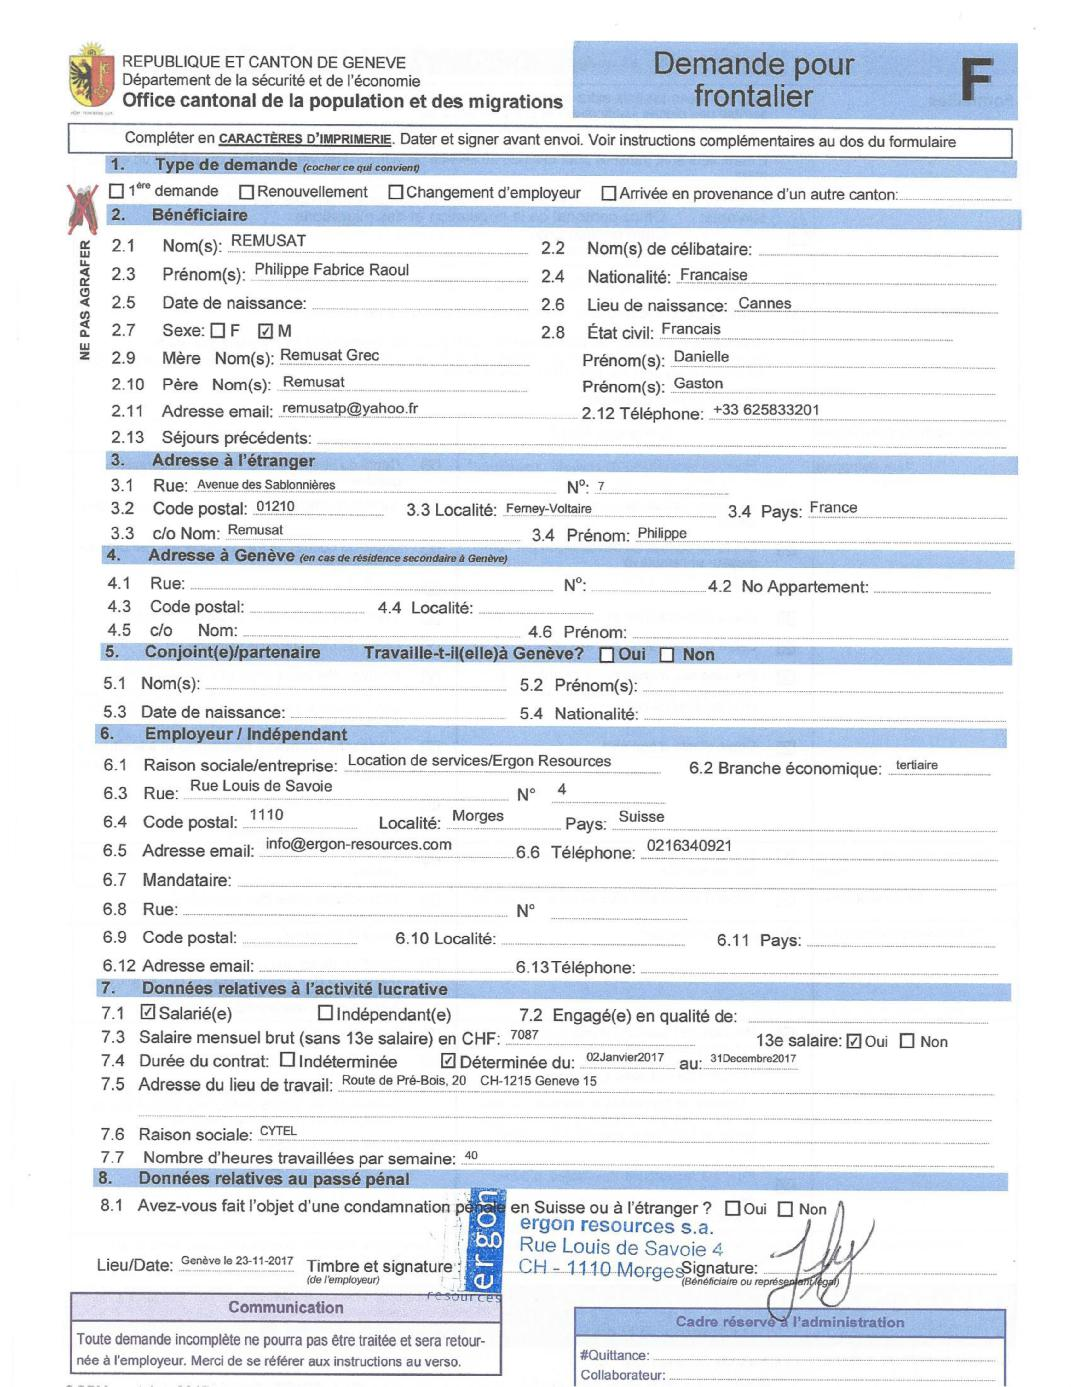 REPUBLIQUE ET CANTON DE GENEVE
Département de la sécurité et de l'économie
Office cantonal de la population et des migrations
Demande pour
frontalier
F
Compléter en CARACTÈRES D'IMPRIMERIE. Dater et signer avant envoi. Voir instructions complémentaires au dos du formulaire
1. Type de demande (cocher ce qui convient)
☐ 1ère demande ☐ Renouvellement ☐ Changement d'employeur ☐ Arrivée en provenance d'un autre canton:
NE PAS AGRAFER
2. Bénéficiaire
2.1 Nom(s): REMUSAT 2.2 Nom(s) de célibataire:
2.3 Prénom(s): Philippe Fabrice Raoul 2.4 Nationalité: Francaise
2.5 Date de naissance: 2.6 Lieu de naissance: Cannes
2.7 Sexe: ☐ F ☑ M 2.8 État civil: Francais
2.9 Mère Nom(s): Remusat Grec Prénom(s): Danielle
2.10 Père Nom(s): Remusat Prénom(s): Gaston
2.11 Adresse email: remusatp@yahoo.fr 2.12 Téléphone: +33 625833201
2.13 Séjours précédents:
3. Adresse à l'étranger
3.1 Rue: Avenue des Sablonnières N°: 7
3.2 Code postal: 01210 3.3 Localité: Ferney-Voltaire 3.4 Pays: France
3.3 c/o Nom: Remusat 3.4 Prénom: Philippe
4. Adresse à Genève (en cas de résidence secondaire à Genève)
4.1 Rue: N°: 4.2 No Appartement:
4.3 Code postal: 4.4 Localité:
4.5 c/o Nom: 4.6 Prénom:
5. Conjoint(e)/partenaire Travaille-t-il(elle)à Genève? ☐ Oui ☐ Non
5.1 Nom(s): 5.2 Prénom(s):
5.3 Date de naissance: 5.4 Nationalité:
6. Employeur / Indépendant
6.1 Raison sociale/entreprise: Location de services/Ergon Resources 6.2 Branche économique: tertiaire
6.3 Rue: Rue Louis de Savoie N° 4
6.4 Code postal: 1110 Localité: Morges Pays: Suisse
6.5 Adresse email: info@ergon-resources.com 6.6 Téléphone: 0216340921
6.7 Mandataire:
6.8 Rue: N°
6.9 Code postal: 6.10 Localité: 6.11 Pays:
6.12 Adresse email: 6.13 Téléphone:
7. Données relatives à l'activité lucrative
7.1 ☑ Salarié(e) ☐ Indépendant(e) 7.2 Engagé(e) en qualité de:
7.3 Salaire mensuel brut (sans 13e salaire) en CHF: 7087 13e salaire: ☑ Oui ☐ Non
7.4 Durée du contrat: ☐ Indéterminée ☑ Déterminée du: 02Janvier2017 au: 31Decembre2017
7.5 Adresse du lieu de travail: Route de Pré-Bois, 20 CH-1215 Geneve 15
7.6 Raison sociale: CYTEL
7.7 Nombre d'heures travaillées par semaine: 40
8. Données relatives au passé pénal
8.1 Avez-vous fait l'objet d'une condamnation pénale en Suisse ou à l'étranger ? ☐ Oui ☐ Non
ergon
resources
ergon resources s.a.
Rue Louis de Savoie 4
CH - 1110 Morges
Lieu/Date: Genève le 23-11-2017 Timbre et signature : Signature:
(de l'employeur) (Bénéficiaire ou représentant légal)
Communication
Toute demande incomplète ne pourra pas être traitée et sera retour-
née à l'employeur. Merci de se référer aux instructions au verso.
Cadre réservé à l'administration
#Quittance:
Collaborateur: